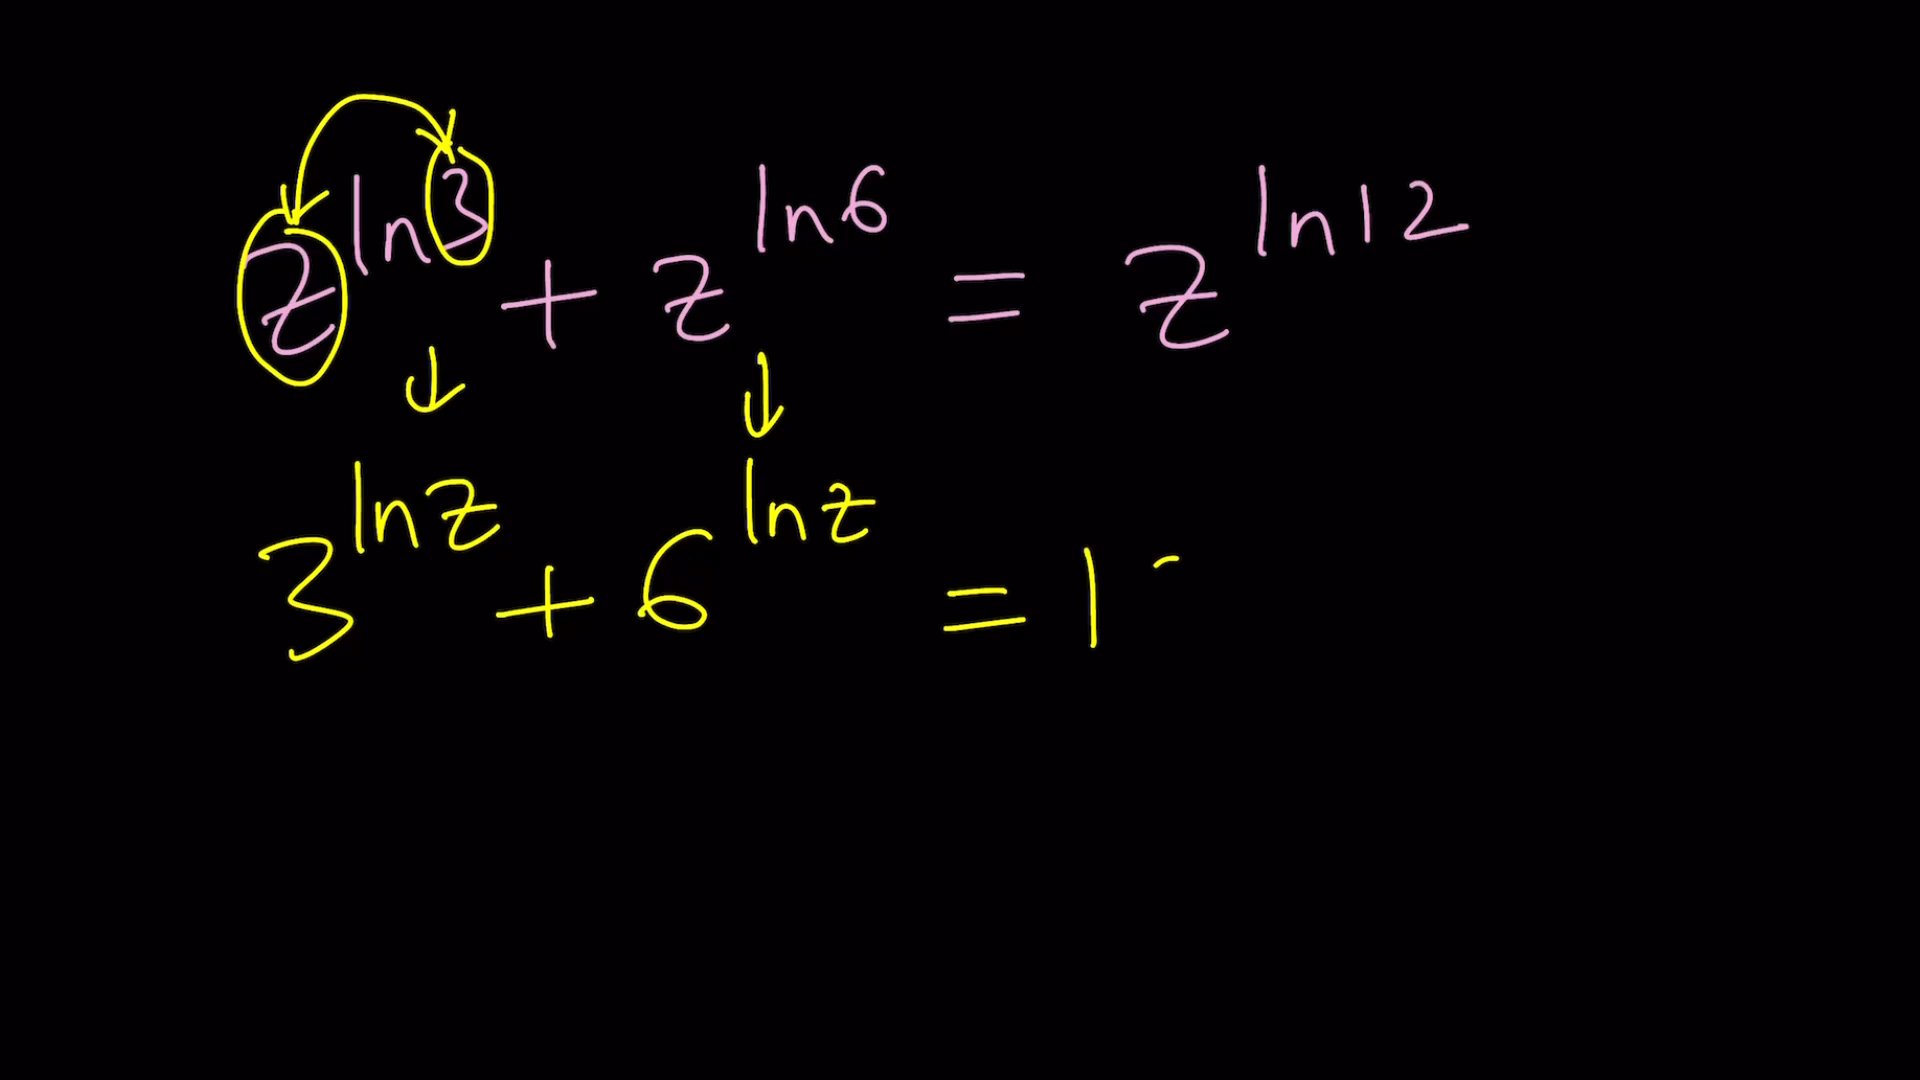 z^ln3 + z^ln6 = z^ln12
3^lnz + 6^lnz = 1